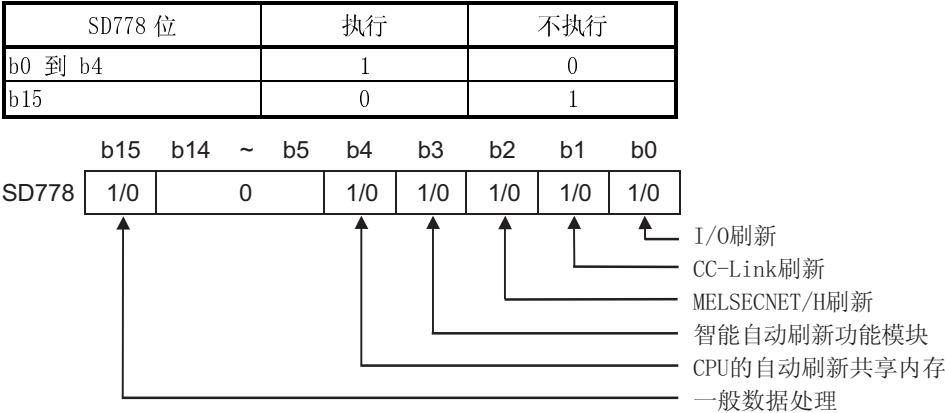 SD778 位 执行 不执行
b0 到 b4 1 0
b15 0 1
b15 b14 ~ b5 b4 b3 b2 b1 b0
SD778 1/0 0 1/0 1/0 1/0 1/0 1/0
I/O刷新
CC-Link刷新
MELSECNET/H刷新
智能自动刷新功能模块
CPU的自动刷新共享内存
一般数据处理